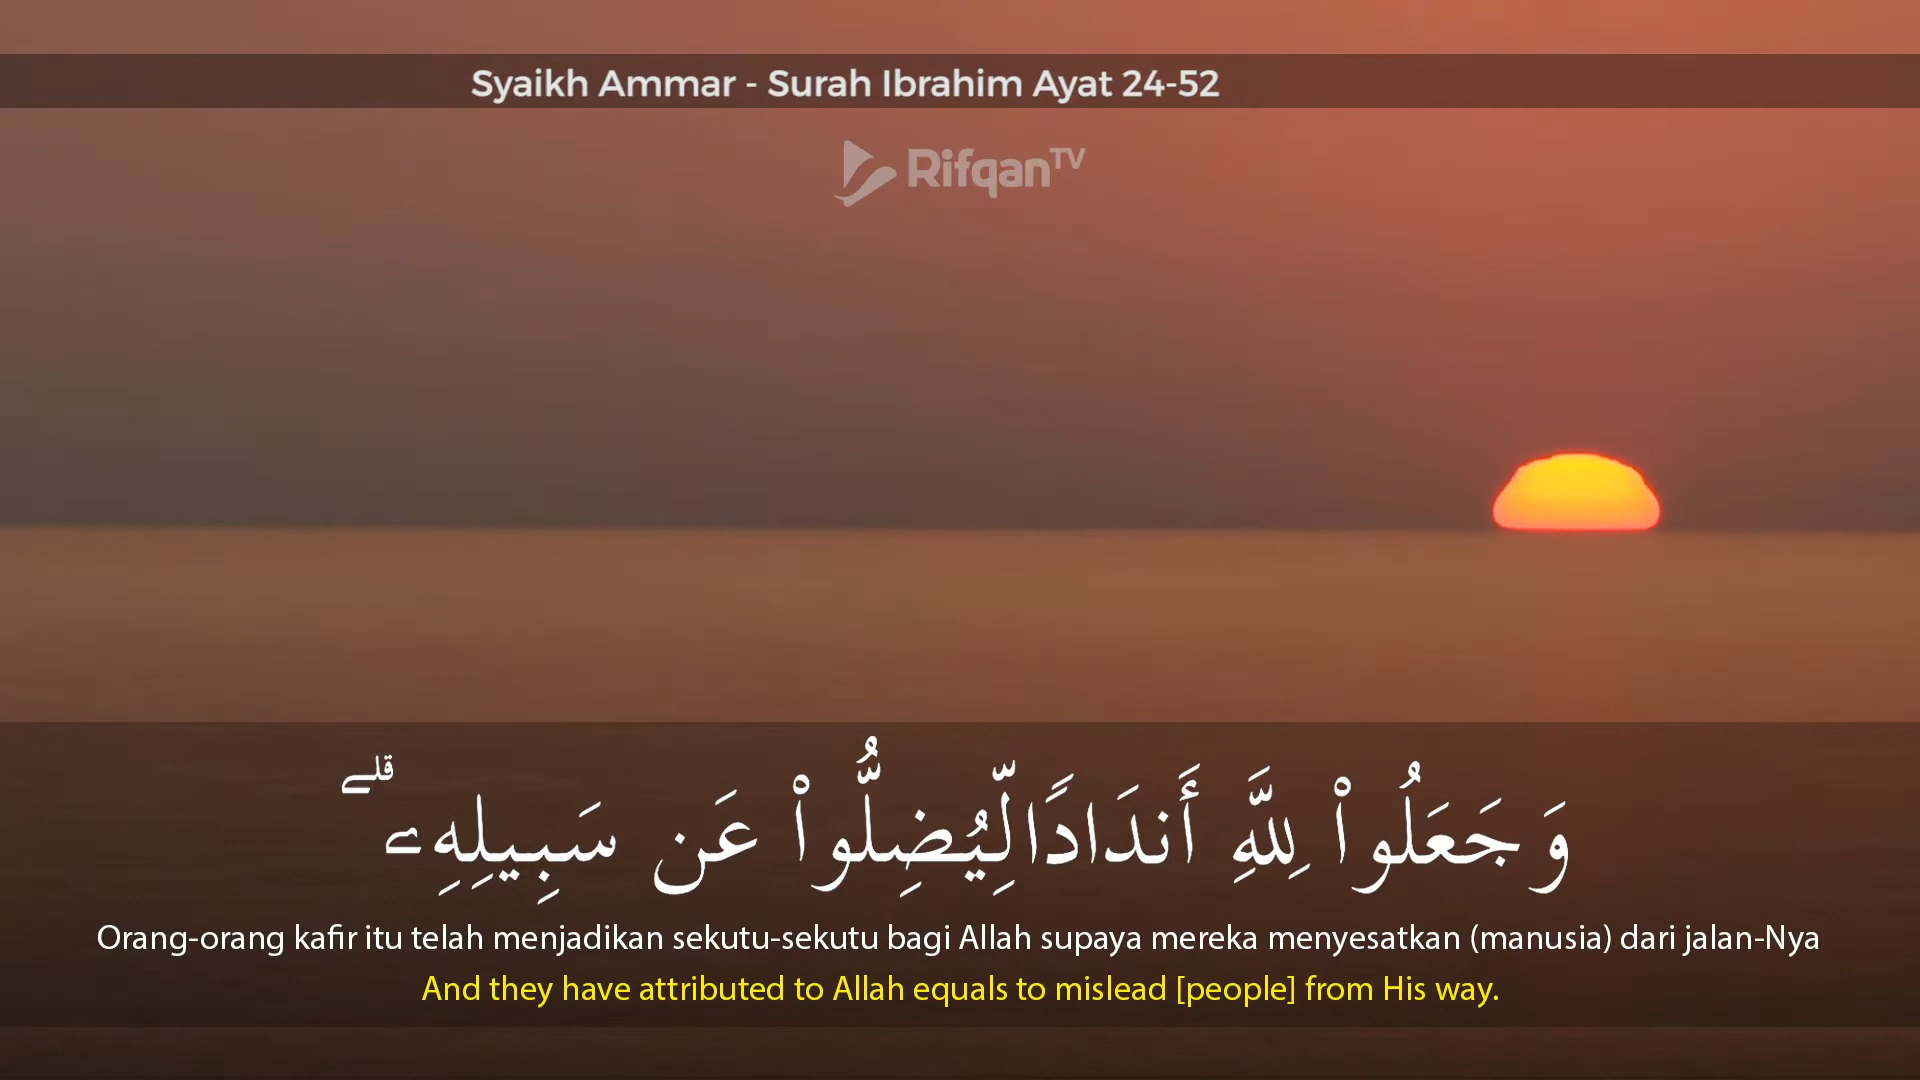 Syaikh Ammar - Surah Ibrahim Ayat 24-52
RifqanTV
وَجَعَلُوا۟ لِلَّهِ أَندَادًا لِّيُضِلُّوا۟ عَن سَبِيلِهِۦ ۗ
Orang-orang kafir itu telah menjadikan sekutu-sekutu bagi Allah supaya mereka menyesatkan (manusia) dari jalan-Nya
And they have attributed to Allah equals to mislead [people] from His way.